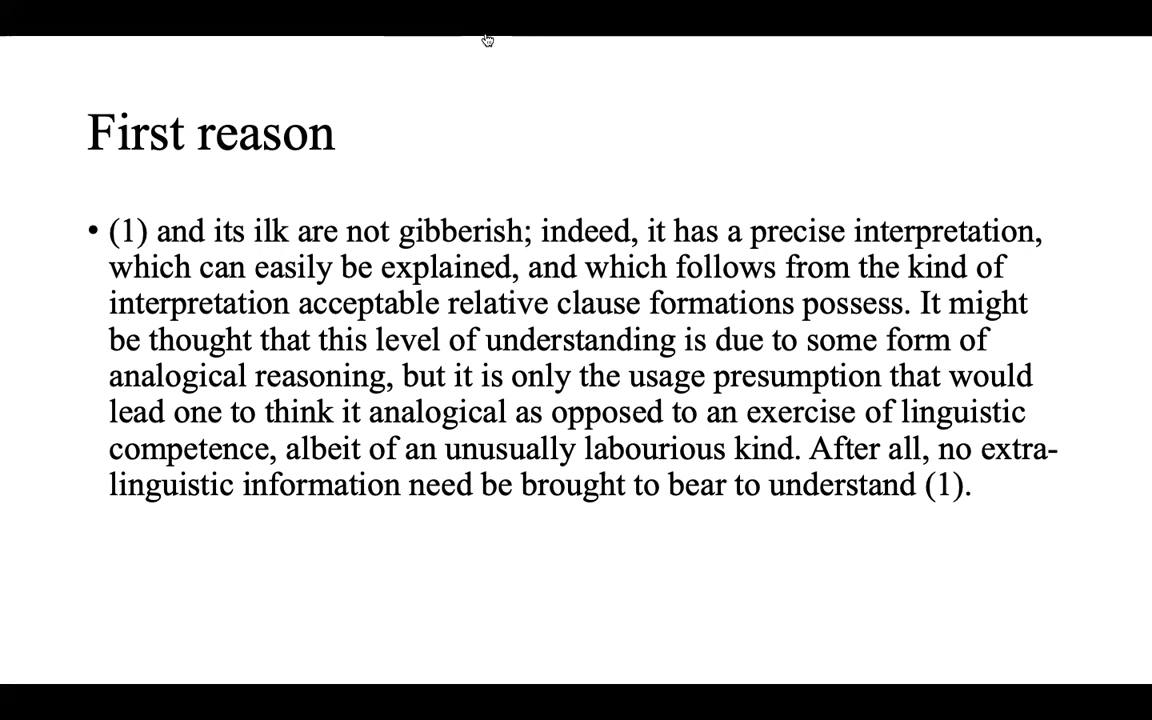 First reason
• (1) and its ilk are not gibberish; indeed, it has a precise interpretation,
which can easily be explained, and which follows from the kind of
interpretation acceptable relative clause formations possess. It might
be thought that this level of understanding is due to some form of
analogical reasoning, but it is only the usage presumption that would
lead one to think it analogical as opposed to an exercise of linguistic
competence, albeit of an unusually labourious kind. After all, no extra-
linguistic information need be brought to bear to understand (1).